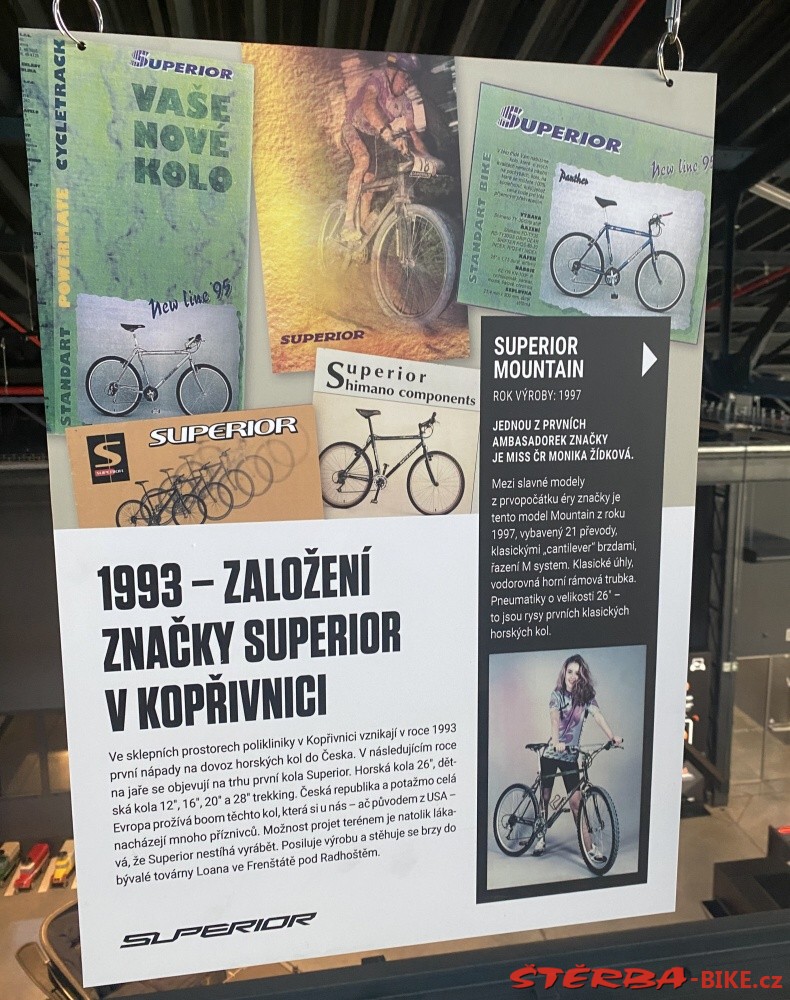 SUPERIOR
VAŠE
NOVÉ
KOLO
New line '95
STANDART POWERMAVE CYCLETRACK
18
SUPERIOR
SUPERIOR
New line 95
Panther
STANDART BIKE
VÝBAVA
ŘAZENÍ
SUPERIOR
S
Superior
Shimano components
SUPERIOR
MOUNTAIN
ROK VÝROBY: 1997
JEDNOU Z PRVNÍCH
AMBASADOREK ZNAČKY
JE MISS ČR MONIKA ŽÍDKOVÁ.
Mezi slavné modely
z prvopočátku éry značky je
tento model Mountain z roku
1997, vybavený 21 převody,
klasickými „cantilever“ brzdami,
řazení M system. Klasické úhly,
vodorovná horní rámová trubka.
Pneumatiky o velikosti 26" –
to jsou rysy prvních klasických
horských kol.
1993 – ZALOŽENÍ
ZNAČKY SUPERIOR
V KOPŘIVNICI
Ve sklepních prostorech polikliniky v Kopřivnici vznikají v roce 1993
první nápady na dovoz horských kol do Česka. V následujícím roce
na jaře se objevují na trhu první kola Superior. Horská kola 26", dět-
ská kola 12", 16", 20" a 28" trekking. Česká republika a potažmo celá
Evropa prožívá boom těchto kol, která si u nás – ač původem z USA –
nacházejí mnoho příznivců. Možnost projet terénem je natolik láka-
vá, že Superior nestíhá vyrábět. Posiluje výrobu a stěhuje se brzy do
bývalé továrny Loana ve Frenštátě pod Radhoštěm.
SUPERIOR
ŠTĚRBA-BIKE.cz